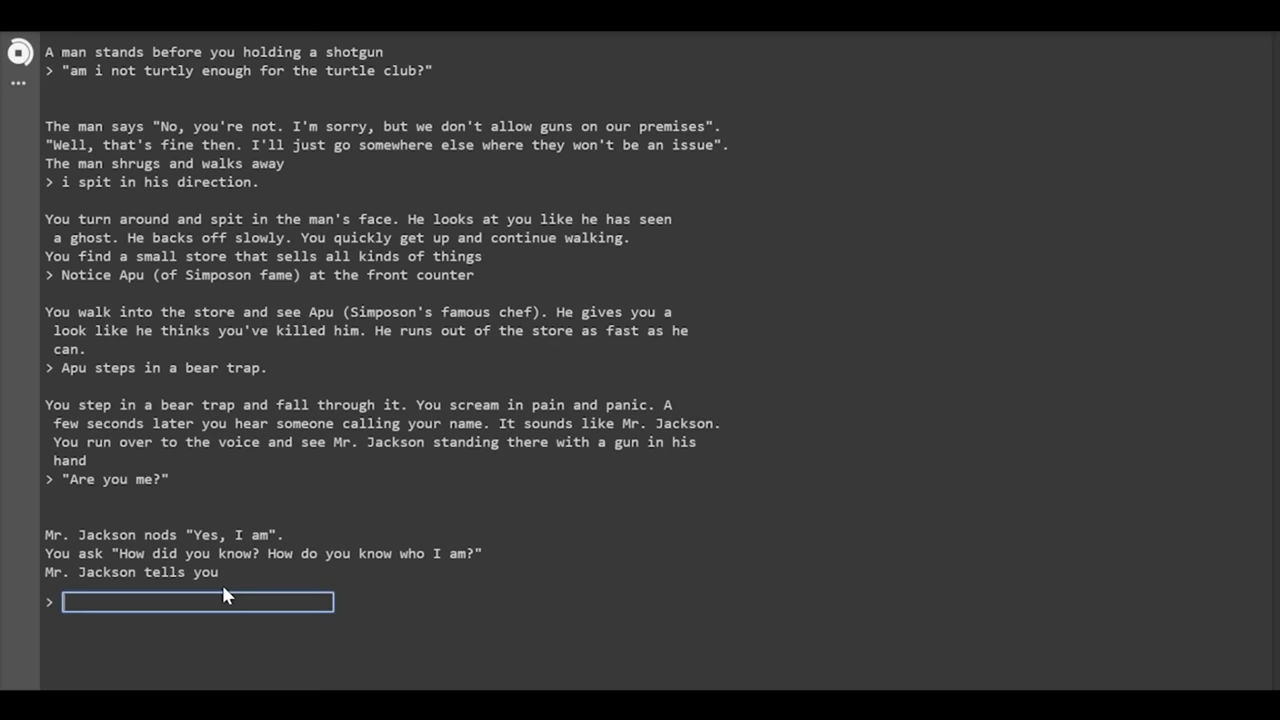 A man stands before you holding a shotgun
> "am i not turtly enough for the turtle club?"
The man says "No, you're not. I'm sorry, but we don't allow guns on our premises".
"Well, that's fine then. I'll just go somewhere else where they won't be an issue".
The man shrugs and walks away
> i spit in his direction.
You turn around and spit in the man's face. He looks at you like he has seen
a ghost. He backs off slowly. You quickly get up and continue walking.
You find a small store that sells all kinds of things
> Notice Apu (of Simposon fame) at the front counter
You walk into the store and see Apu (Simposon's famous chef). He gives you a
look like he thinks you've killed him. He runs out of the store as fast as he
can.
> Apu steps in a bear trap.
You step in a bear trap and fall through it. You scream in pain and panic. A
few seconds later you hear someone calling your name. It sounds like Mr. Jackson.
You run over to the voice and see Mr. Jackson standing there with a gun in his
hand
> "Are you me?"
Mr. Jackson nods "Yes, I am".
You ask "How did you know? How do you know who I am?"
Mr. Jackson tells you
>